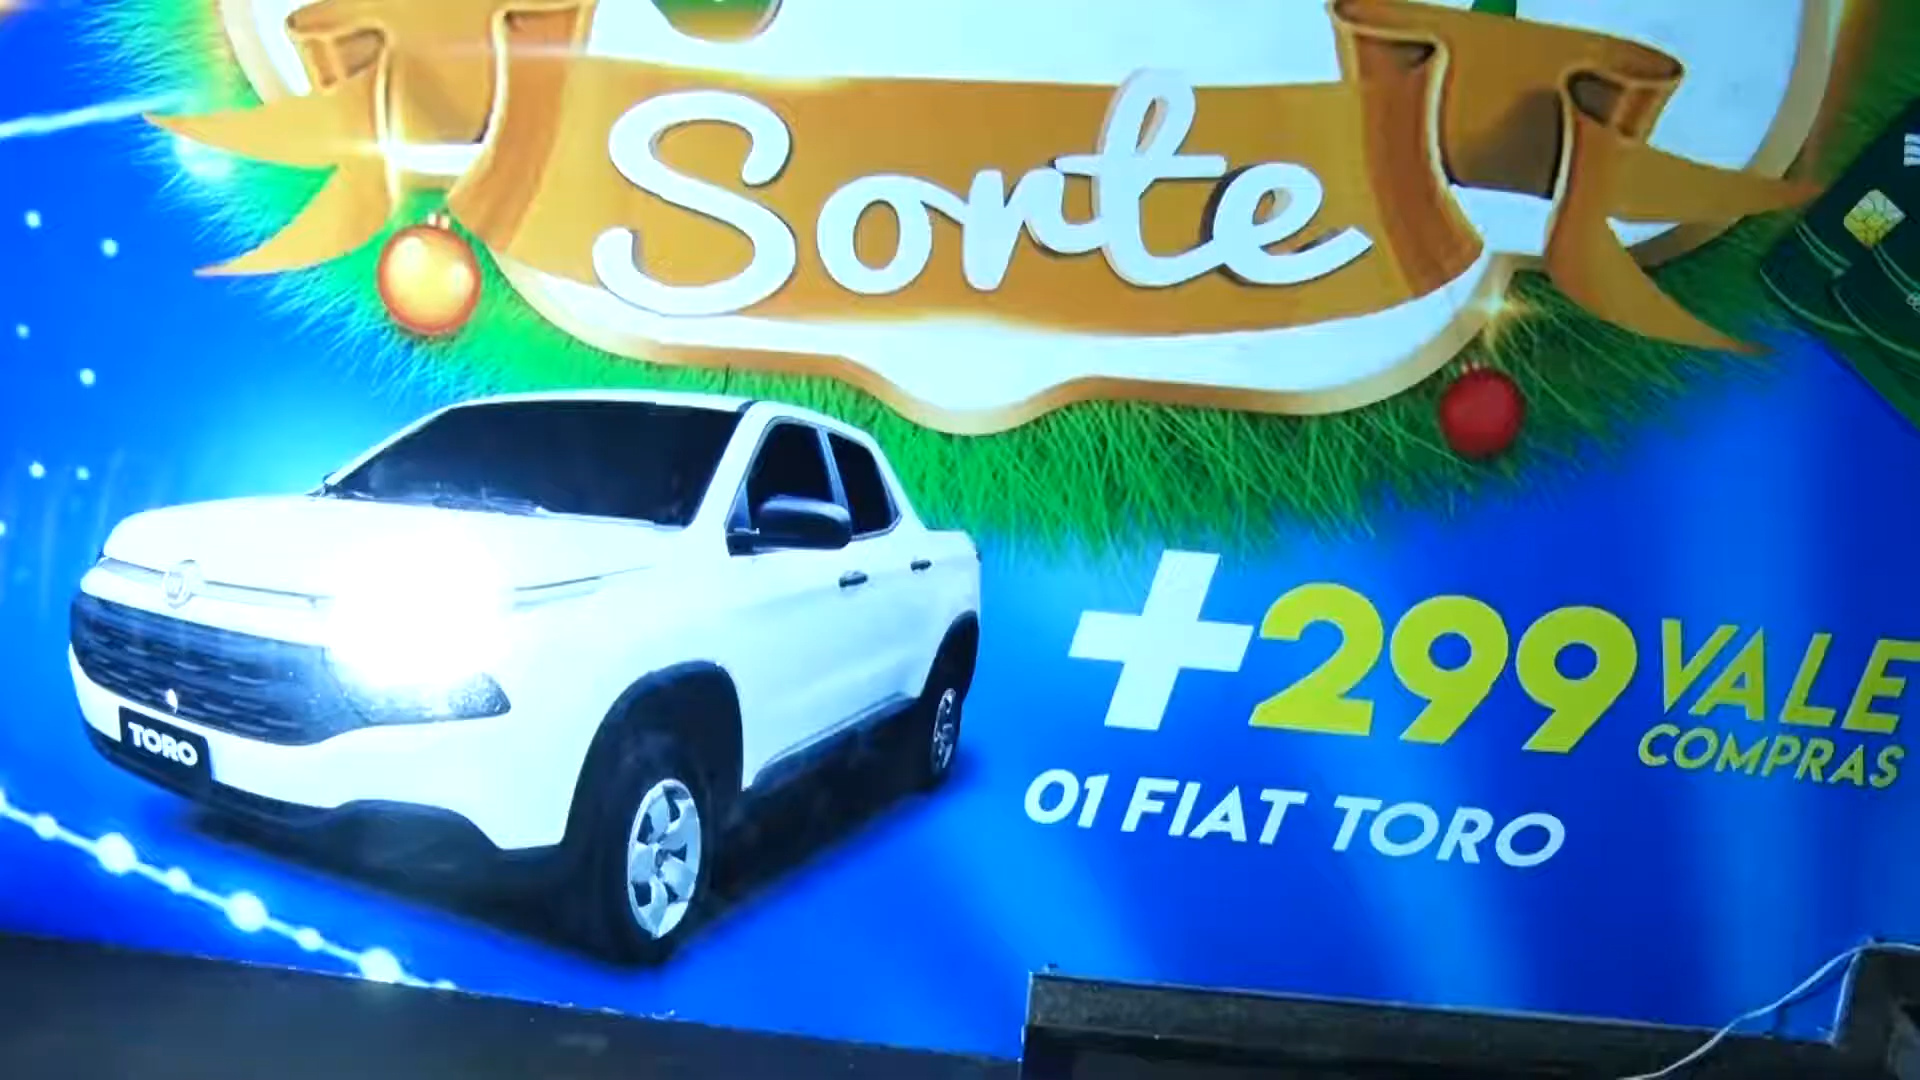 Sorte
+299 VALE
COMPRAS
01 FIAT TORO
TORO